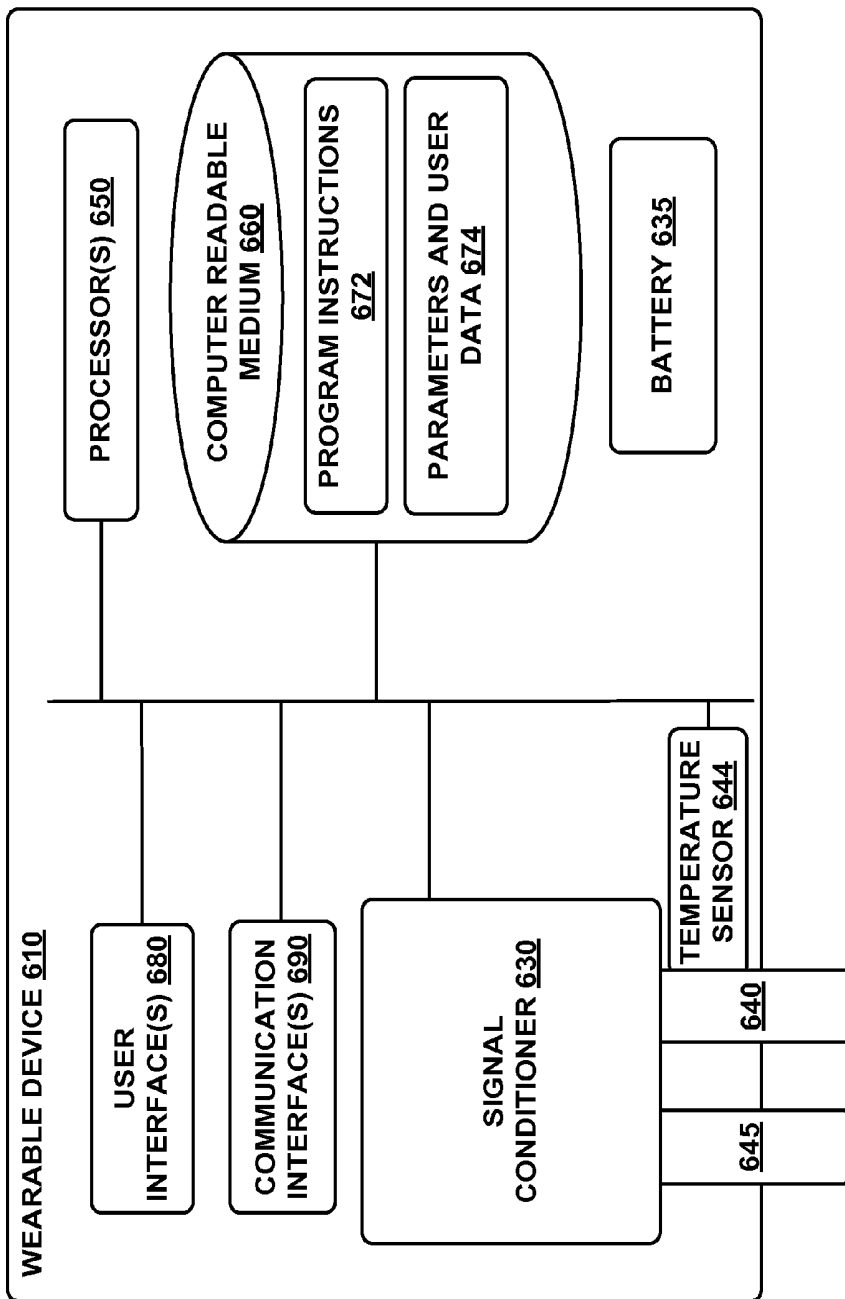 WEARABLE DEVICE 610
USER
INTERFACE(S) 680
COMMUNICATION
INTERFACE(S) 690
SIGNAL
CONDITIONER 630
645
640
TEMPERATURE
SENSOR 644
PROCESSOR(S) 650
COMPUTER READABLE
MEDIUM 660
PROGRAM INSTRUCTIONS
672
PARAMETERS AND USER
DATA 674
BATTERY 635